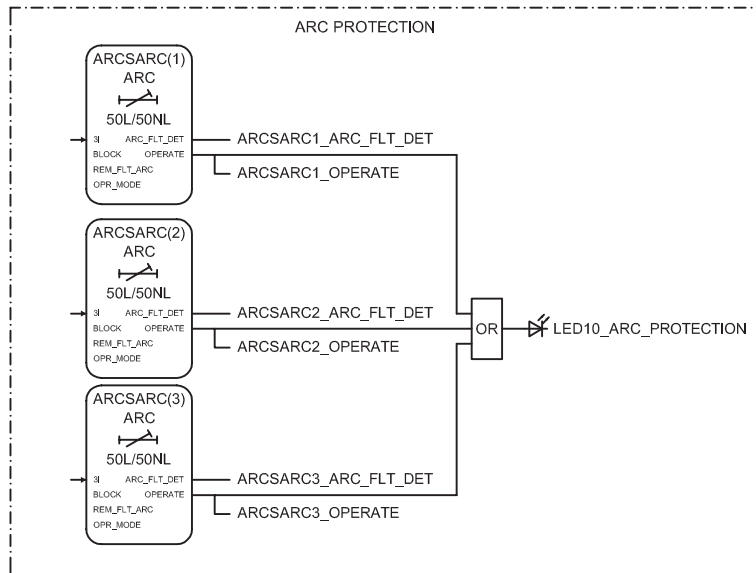 ARC PROTECTION
ARCSARC(1)
ARC
50L/50NL
3I ARC_FLT_DET
BLOCK OPERATE
REM_FLT_ARC
OPR_MODE
ARCSARC1_ARC_FLT_DET
ARCSARC1_OPERATE
ARCSARC(2)
ARC
50L/50NL
3I ARC_FLT_DET
BLOCK OPERATE
REM_FLT_ARC
OPR_MODE
ARCSARC2_ARC_FLT_DET
ARCSARC2_OPERATE
OR
LED10_ARC_PROTECTION
ARCSARC(3)
ARC
50L/50NL
3I ARC_FLT_DET
BLOCK OPERATE
REM_FLT_ARC
OPR_MODE
ARCSARC3_ARC_FLT_DET
ARCSARC3_OPERATE